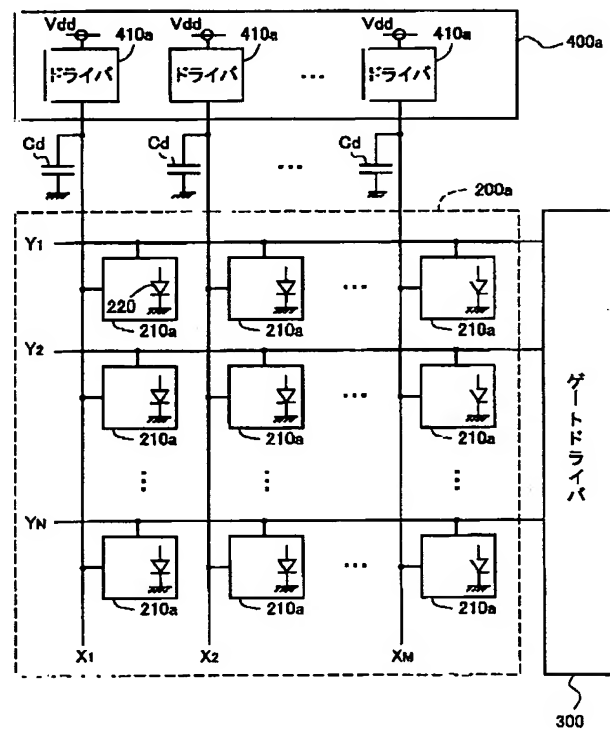 Vdd 410a Vdd 410a Vdd 410a
400a
ドライバ ドライバ … ドライバ
Cd Cd … Cd
200a
Y1
220
…
210a 210a 210a
Y2
…
210a 210a 210a
ゲートドライバ
⋮ ⋮ ⋮
YN
…
210a 210a 210a
X1 X2 XM
300